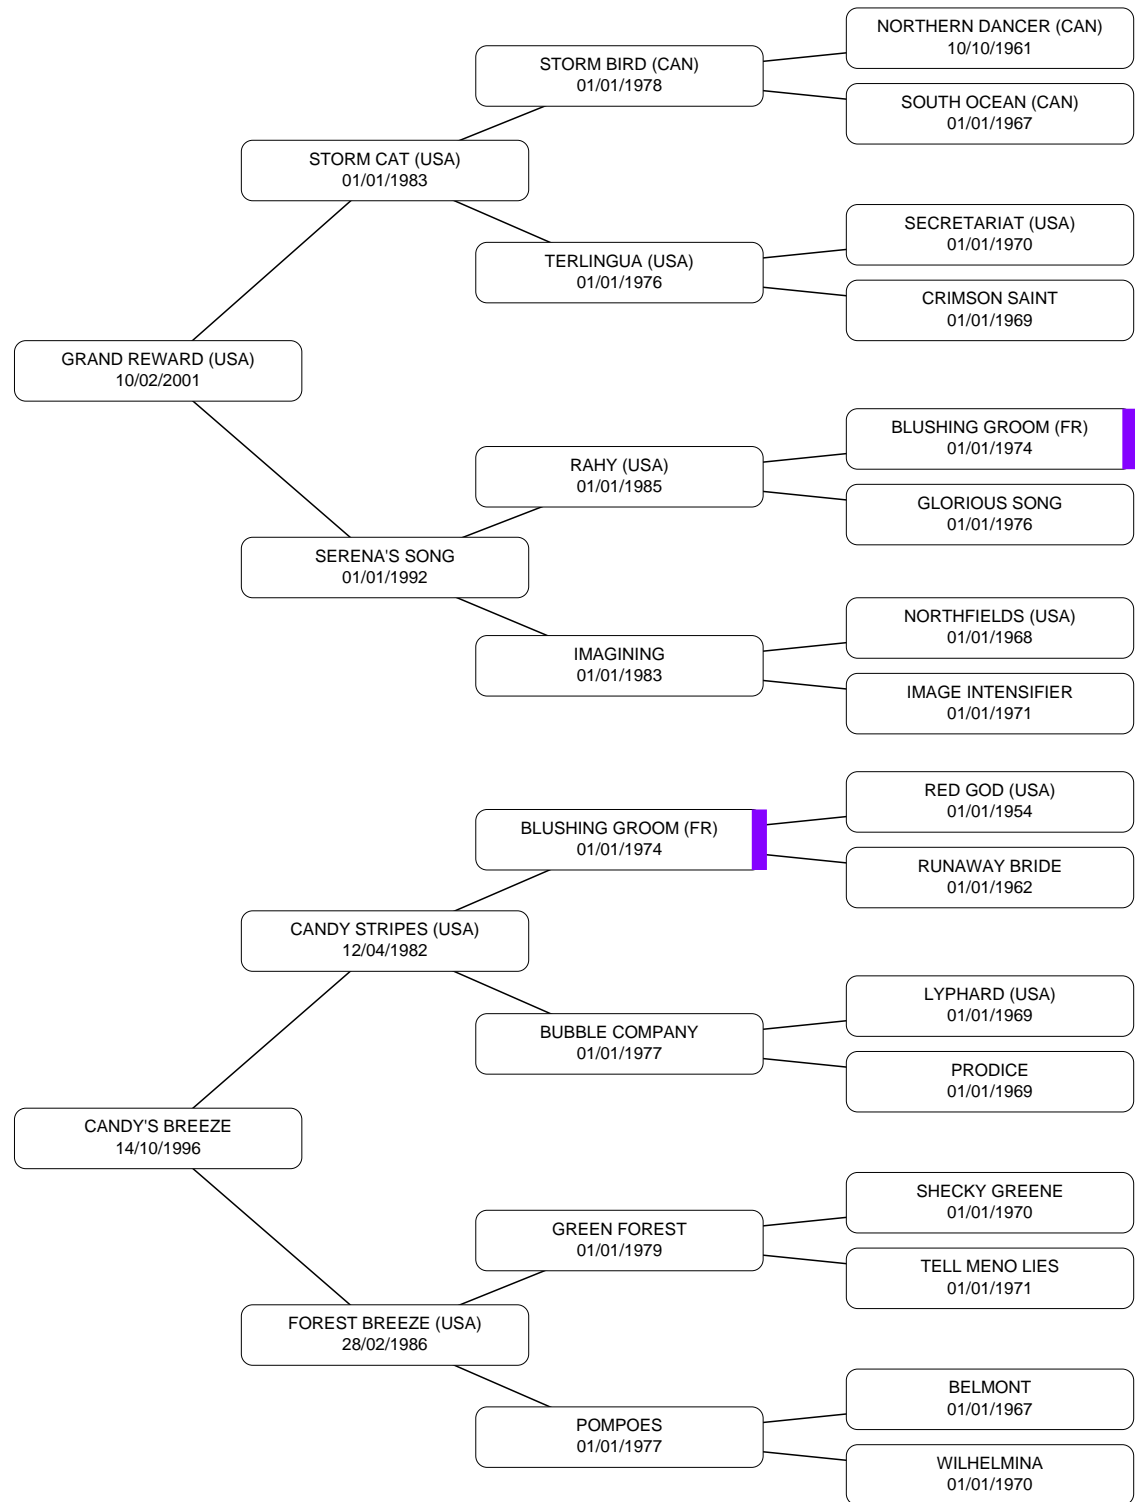 NORTHERN DANCER (CAN)
10/10/1961
STORM BIRD (CAN)
01/01/1978
SOUTH OCEAN (CAN)
01/01/1967
STORM CAT (USA)
01/01/1983
SECRETARIAT (USA)
01/01/1970
TERLINGUA (USA)
01/01/1976
CRIMSON SAINT
01/01/1969
GRAND REWARD (USA)
10/02/2001
BLUSHING GROOM (FR)
01/01/1974
RAHY (USA)
01/01/1985
GLORIOUS SONG
01/01/1976
SERENA'S SONG
01/01/1992
NORTHFIELDS (USA)
01/01/1968
IMAGINING
01/01/1983
IMAGE INTENSIFIER
01/01/1971
RED GOD (USA)
01/01/1954
BLUSHING GROOM (FR)
01/01/1974
RUNAWAY BRIDE
01/01/1962
CANDY STRIPES (USA)
12/04/1982
LYPHARD (USA)
01/01/1969
BUBBLE COMPANY
01/01/1977
PRODICE
01/01/1969
CANDY'S BREEZE
14/10/1996
SHECKY GREENE
01/01/1970
GREEN FOREST
01/01/1979
TELL MENO LIES
01/01/1971
FOREST BREEZE (USA)
28/02/1986
BELMONT
01/01/1967
POMPOES
01/01/1977
WILHELMINA
01/01/1970